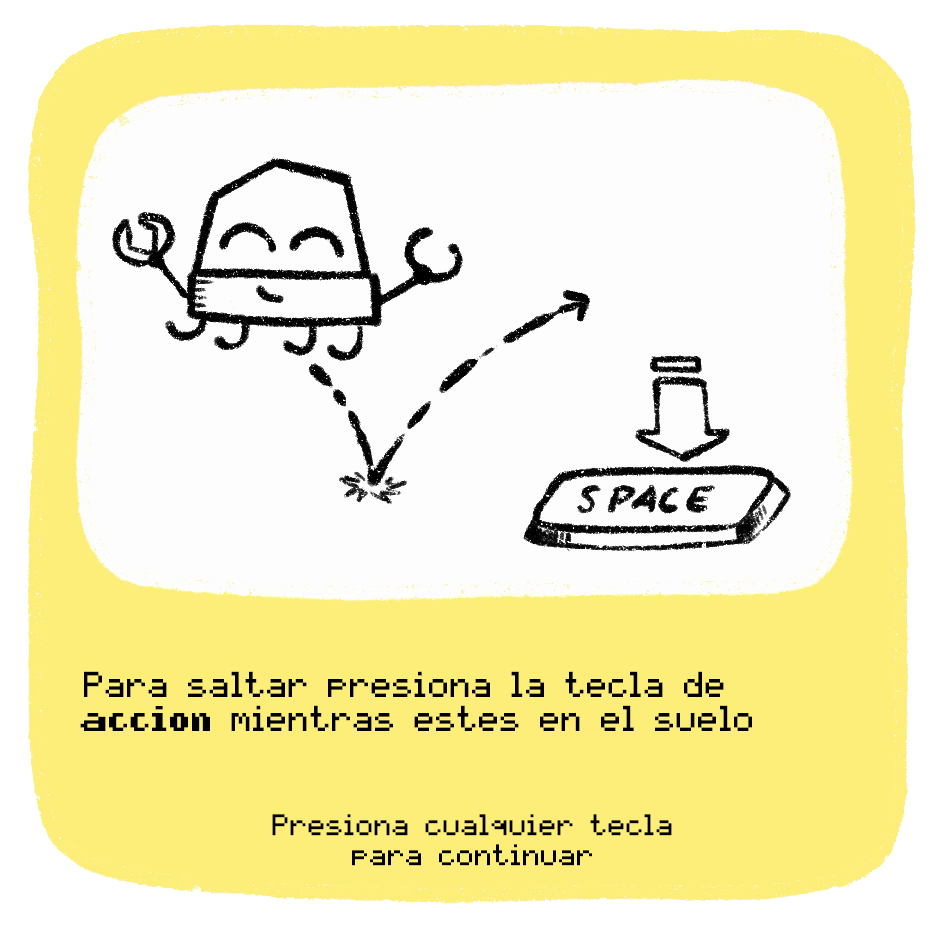 SPACE
Para saltar presiona la tecla de
accion mientras estes en el suelo
Presiona cualquier tecla
para continuar